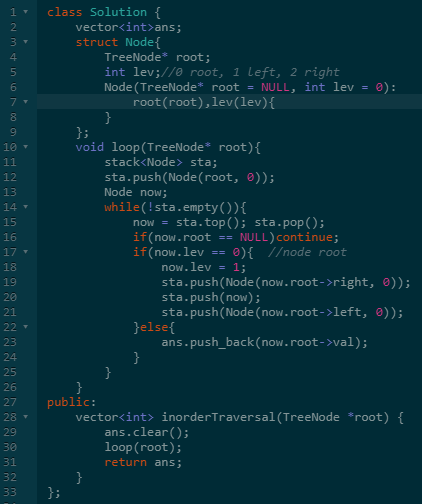 1 class Solution {
2     vector<int>ans;
3     struct Node{
4         TreeNode* root;
5         int lev;//0 root, 1 left, 2 right
6         Node(TreeNode* root = NULL, int lev = 0):
7             root(root),lev(lev){
8         }
9     };
10     void loop(TreeNode* root){
11         stack<Node> sta;
12         sta.push(Node(root, 0));
13         Node now;
14         while(!sta.empty()){
15             now = sta.top(); sta.pop();
16             if(now.root == NULL)continue;
17             if(now.lev == 0){  //node root
18                 now.lev = 1;
19                 sta.push(Node(now.root->right, 0));
20                 sta.push(now);
21                 sta.push(Node(now.root->left, 0));
22             }else{
23                 ans.push_back(now.root->val);
24             }
25         }
26     }
27 public:
28     vector<int> inorderTraversal(TreeNode *root) {
29         ans.clear();
30         loop(root);
31         return ans;
32     }
33 };